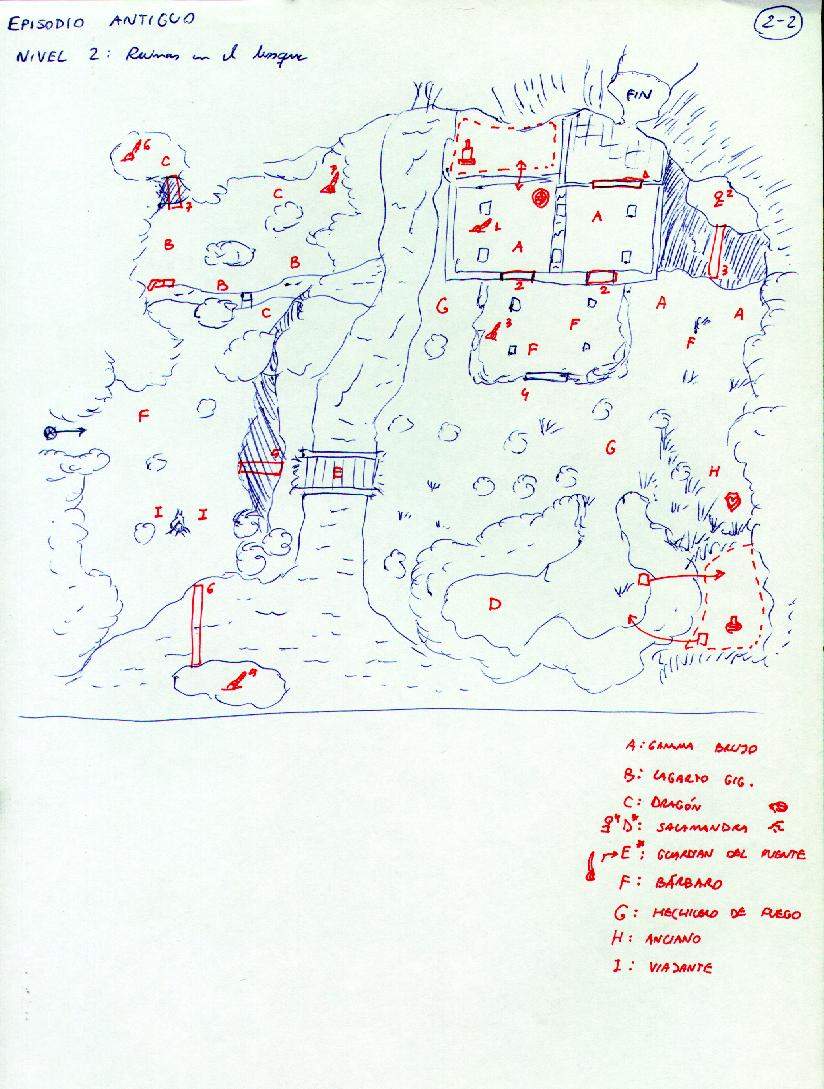 EPISODIO ANTIGUO
2-2
NIVEL 2: Ruinas en el bosque
FIN
6
C
7
7
C
1
A
2
B
B
B
C
1
A
A
3
2
2
G
3
F
F
A
A
F
4
F
G
5
E
H
I
I
6
D
A: GAMMA BRUJO
B: LAGARTO GIG.
C: DRAGÓN
D*: SALAMANDRA
E*: GUARDIAN DEL PUENTE
F: BÁRBARO
G: HECHICERO DE FUEGO
H: ANCIANO
I: VIAJANTE